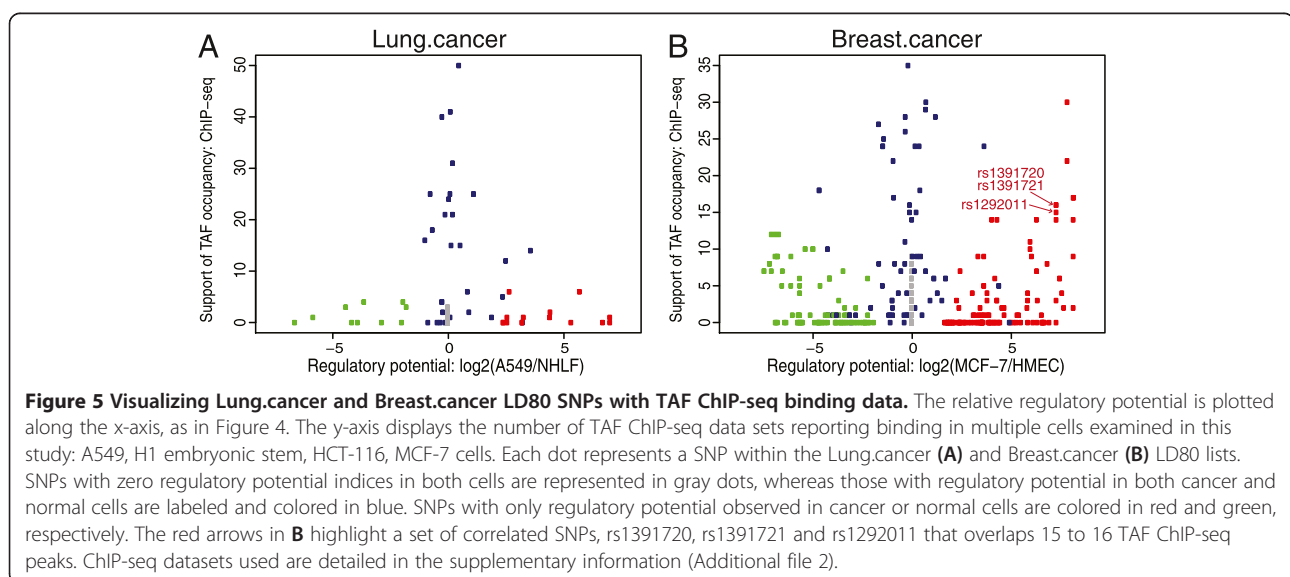 A
Lung.cancer
Support of TAF occupancy: ChIP-seq
50
40
30
20
10
0
-5
0
5
Regulatory potential: log2(A549/NHLF)
B
Breast.cancer
Support of TAF occupancy: ChIP-seq
35
30
25
20
15
10
5
0
rs1391720
rs1391721
rs1292011
-5
0
5
Regulatory potential: log2(MCF-7/HMEC)
Figure 5 Visualizing Lung.cancer and Breast.cancer LD80 SNPs with TAF ChIP-seq binding data. The relative regulatory potential is plotted
along the x-axis, as in Figure 4. The y-axis displays the number of TAF ChIP-seq data sets reporting binding in multiple cells examined in this
study: A549, H1 embryonic stem, HCT-116, MCF-7 cells. Each dot represents a SNP within the Lung.cancer (A) and Breast.cancer (B) LD80 lists.
SNPs with zero regulatory potential indices in both cells are represented in gray dots, whereas those with regulatory potential in both cancer and
normal cells are labeled and colored in blue. SNPs with only regulatory potential observed in cancer or normal cells are colored in red and green,
respectively. The red arrows in B highlight a set of correlated SNPs, rs1391720, rs1391721 and rs1292011 that overlaps 15 to 16 TAF ChIP-seq
peaks. ChIP-seq datasets used are detailed in the supplementary information (Additional file 2).